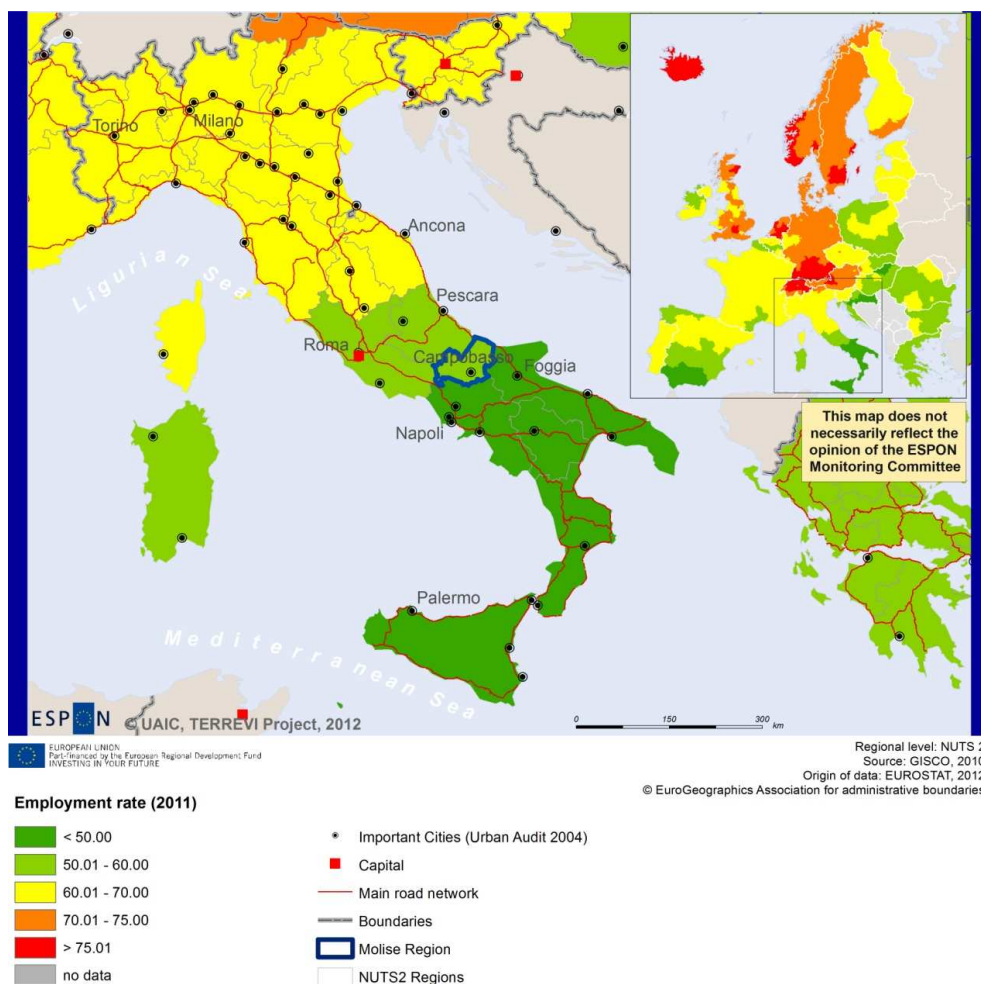 Torino
Milano
Ancona
Ligurian Sea
Pescara
Roma
Campobasso
Foggia
Napoli
This map does not
necessarily reflect the
opinion of the ESPON
Monitoring Committee
Palermo
Mediterranean Sea
ESPON
© UAIC, TERREVI Project, 2012
0 150 300
km
EUROPEAN UNION
Part-financed by the European Regional Development Fund
INVESTING IN YOUR FUTURE
Regional level: NUTS 2
Source: GISCO, 2010
Origin of data: EUROSTAT, 2012
© EuroGeographics Association for administrative boundaries
Employment rate (2011)
< 50.00
50.01 - 60.00
60.01 - 70.00
70.01 - 75.00
> 75.01
no data
Important Cities (Urban Audit 2004)
Capital
Main road network
Boundaries
Molise Region
NUTS2 Regions